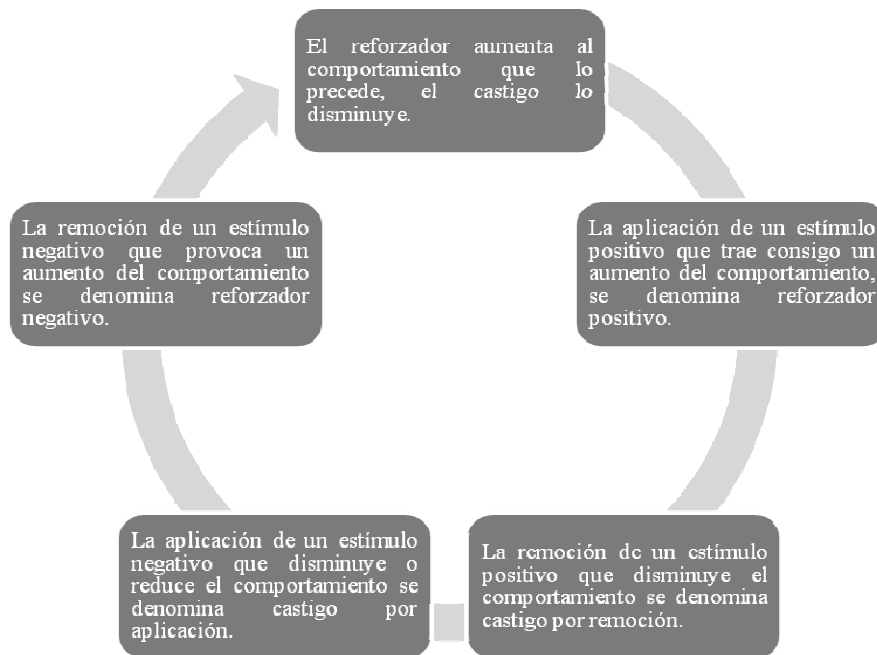 El reforzador aumenta al
comportamiento que lo
precede, el castigo lo
disminuye.
La aplicación de un estímulo
positivo que trae consigo un
aumento del comportamiento,
se denomina reforzador
positivo.
La remoción de un estímulo
positivo que disminuye el
comportamiento se denomina
castigo por remoción.
La aplicación de un estímulo
negativo que disminuye o
reduce el comportamiento se
denomina castigo por
aplicación.
La remoción de un estímulo
negativo que provoca un
aumento del comportamiento
se denomina reforzador
negativo.